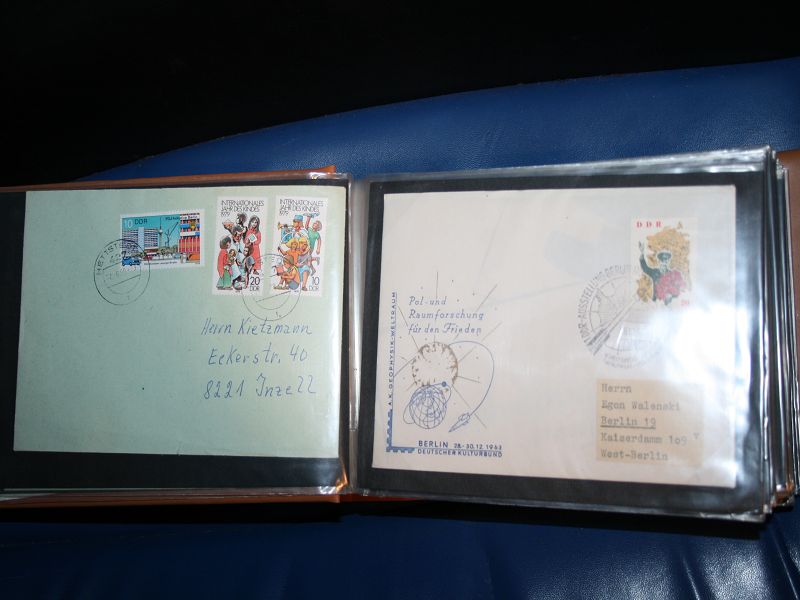 10 DDR
INTERNATIONALES
JAHR DES KINDES
1979
20
DDR
INTERNATIONALES
JAHR DES KINDES
1979
10
DDR
HETTSTEDT
Herrn Kietzmann
Eckerstr. 40
8221 Inzell
A.K. GEOPHYSIK-WELTRAUM
Pol- und
Raumforschung
für den Frieden
BERLIN 28.-30.12.1963
DEUTSCHER KULTURBUND
DDR
20
Herrn
Egon Walenski
Berlin 19
Kaiserdamm 109
West-Berlin